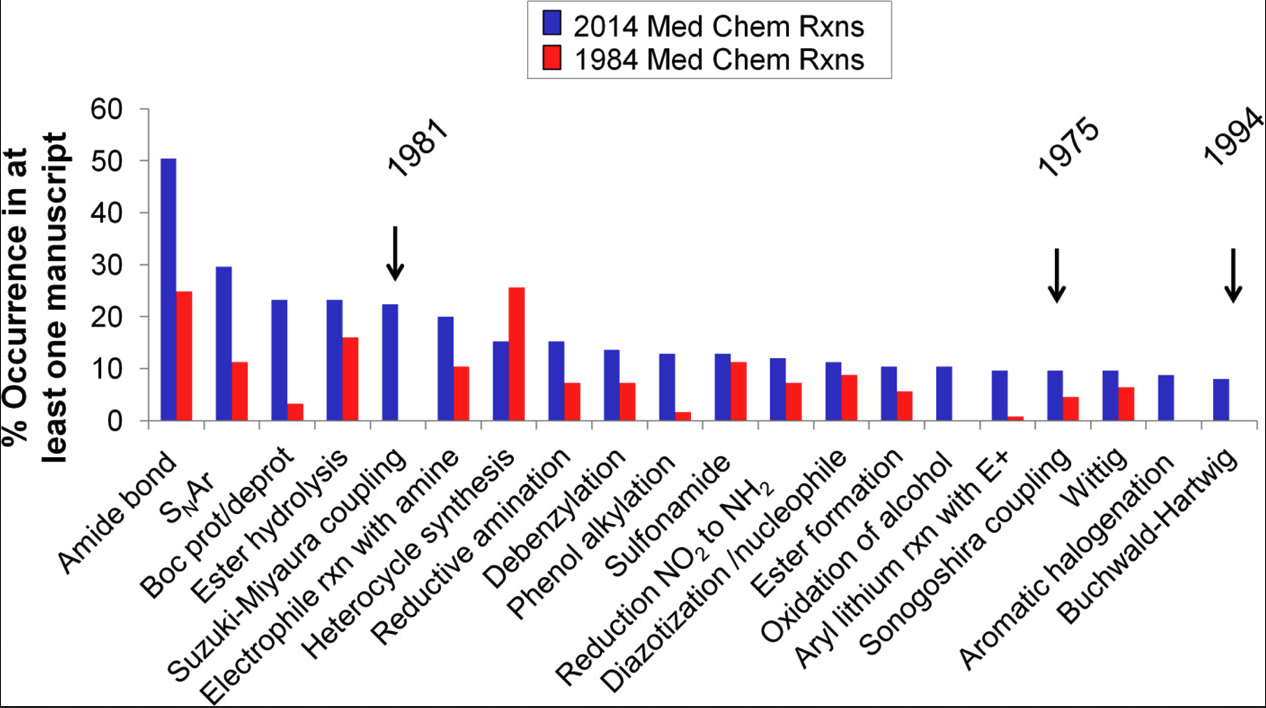 2014 Med Chem Rxns
1984 Med Chem Rxns
% Occurrence in at
least one manuscript
60
50
40
30
20
10
0
1981
1975
1994
Amide bond
SNAr
Boc prot/deprot
Ester hydrolysis
Suzuki-Miyaura coupling
Electrophile rxn with amine
Heterocycle synthesis
Reductive amination
Debenzylation
Phenol alkylation
Sulfonamide
Reduction NO2 to NH2
Diazotization /nucleophile
Ester formation
Oxidation of alcohol
Aryl lithium rxn with E+
Sonogoshira coupling
Wittig
Aromatic halogenation
Buchwald-Hartwig